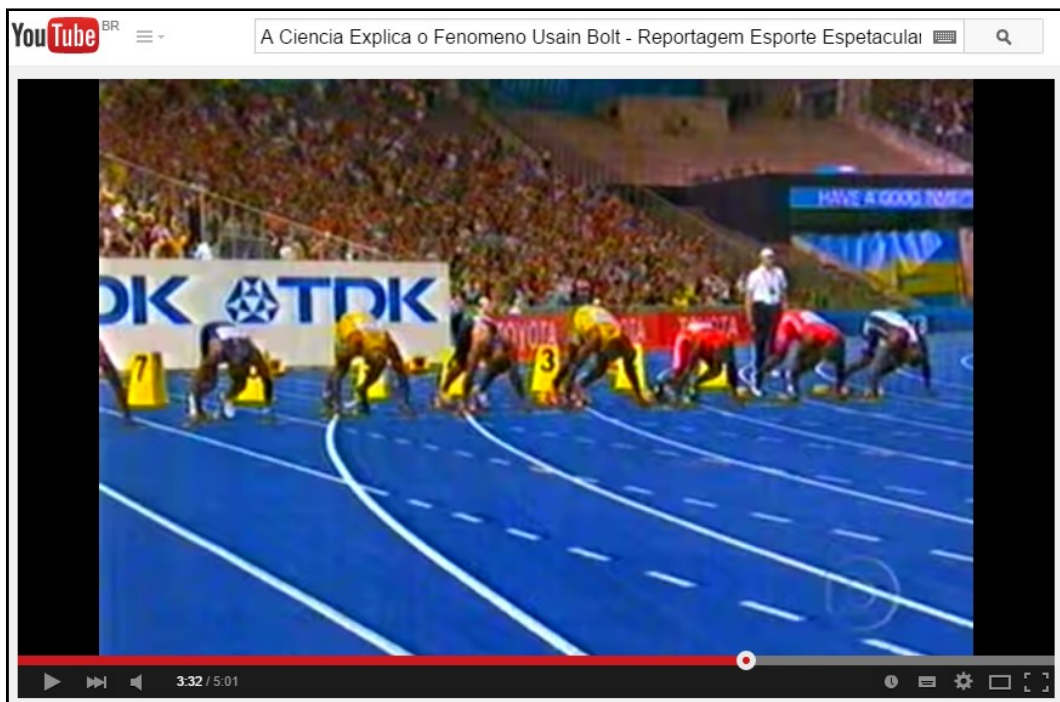 YouTube BR
A Ciencia Explica o Fenomeno Usain Bolt - Reportagem Esporte Espetacular
HAVE A GOOD
DK TDK
TOYOTA TOYOTA
7
3
3:32 / 5:01